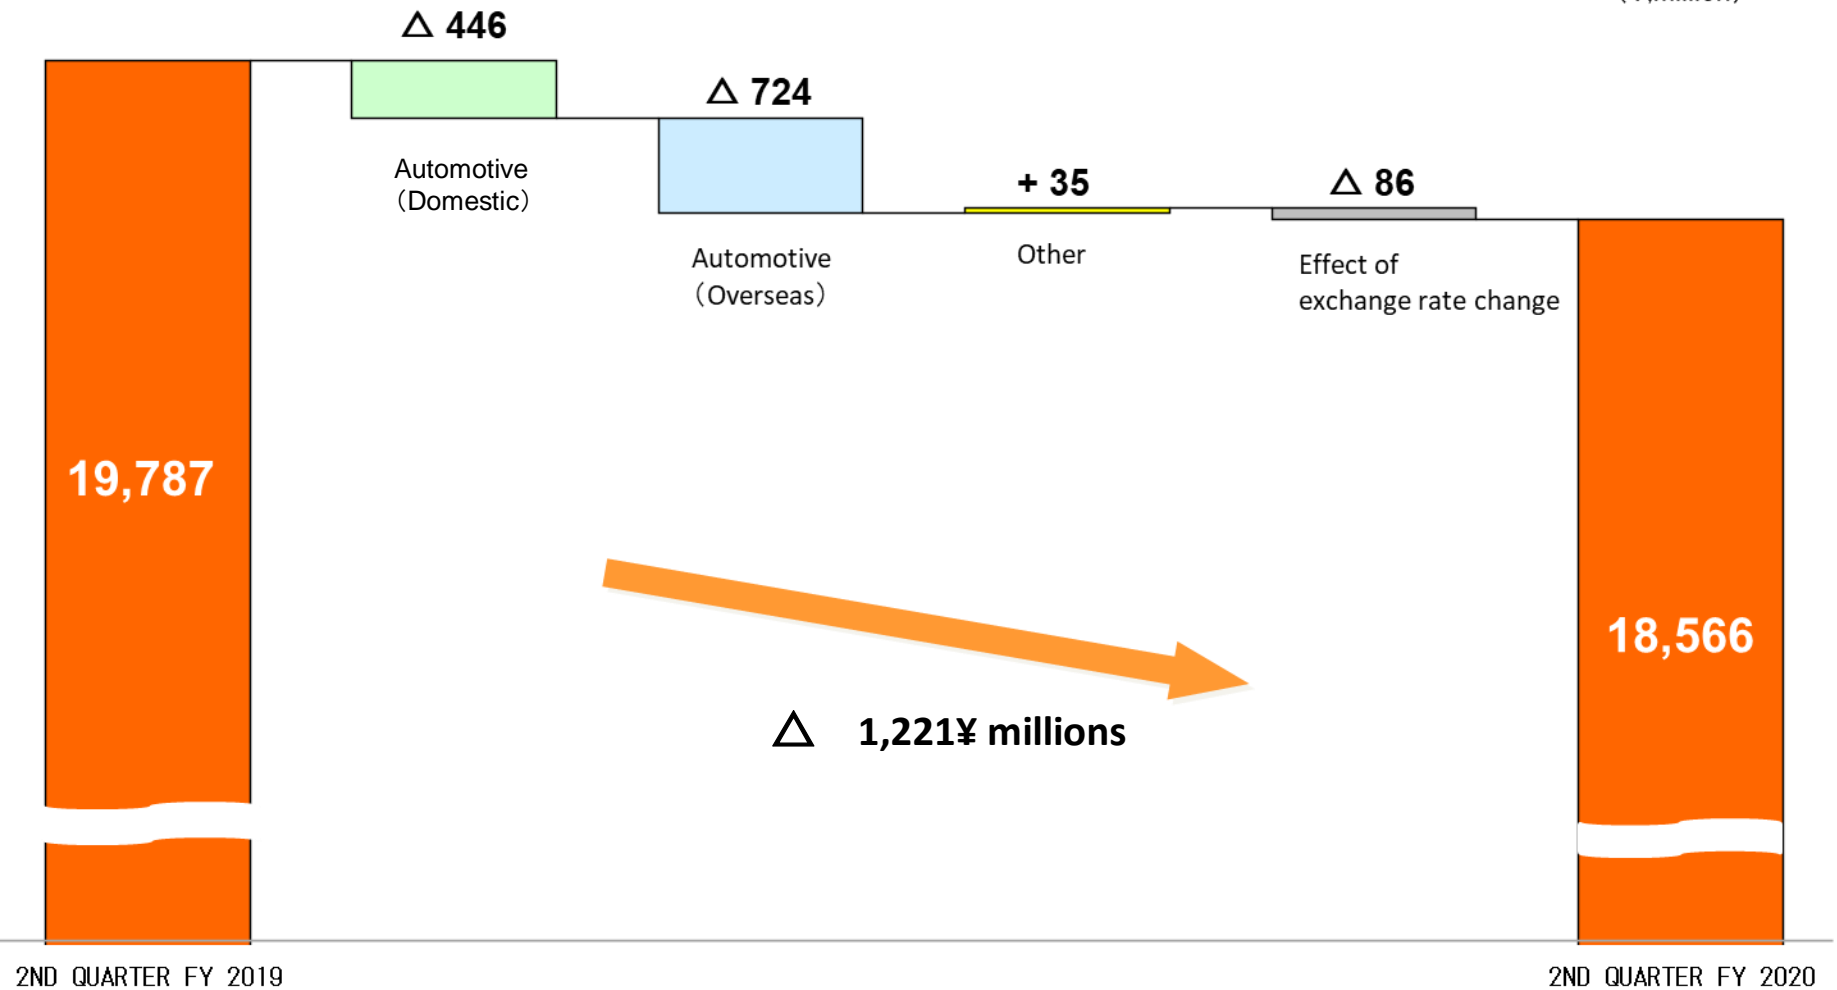 △ 446
△ 724
+ 35
△ 86
Automotive
（Domestic）
Automotive
（Overseas）
Other
Effect of
exchange rate change
19,787
18,566
△ 1,221¥ millions
2ND QUARTER FY 2019
2ND QUARTER FY 2020